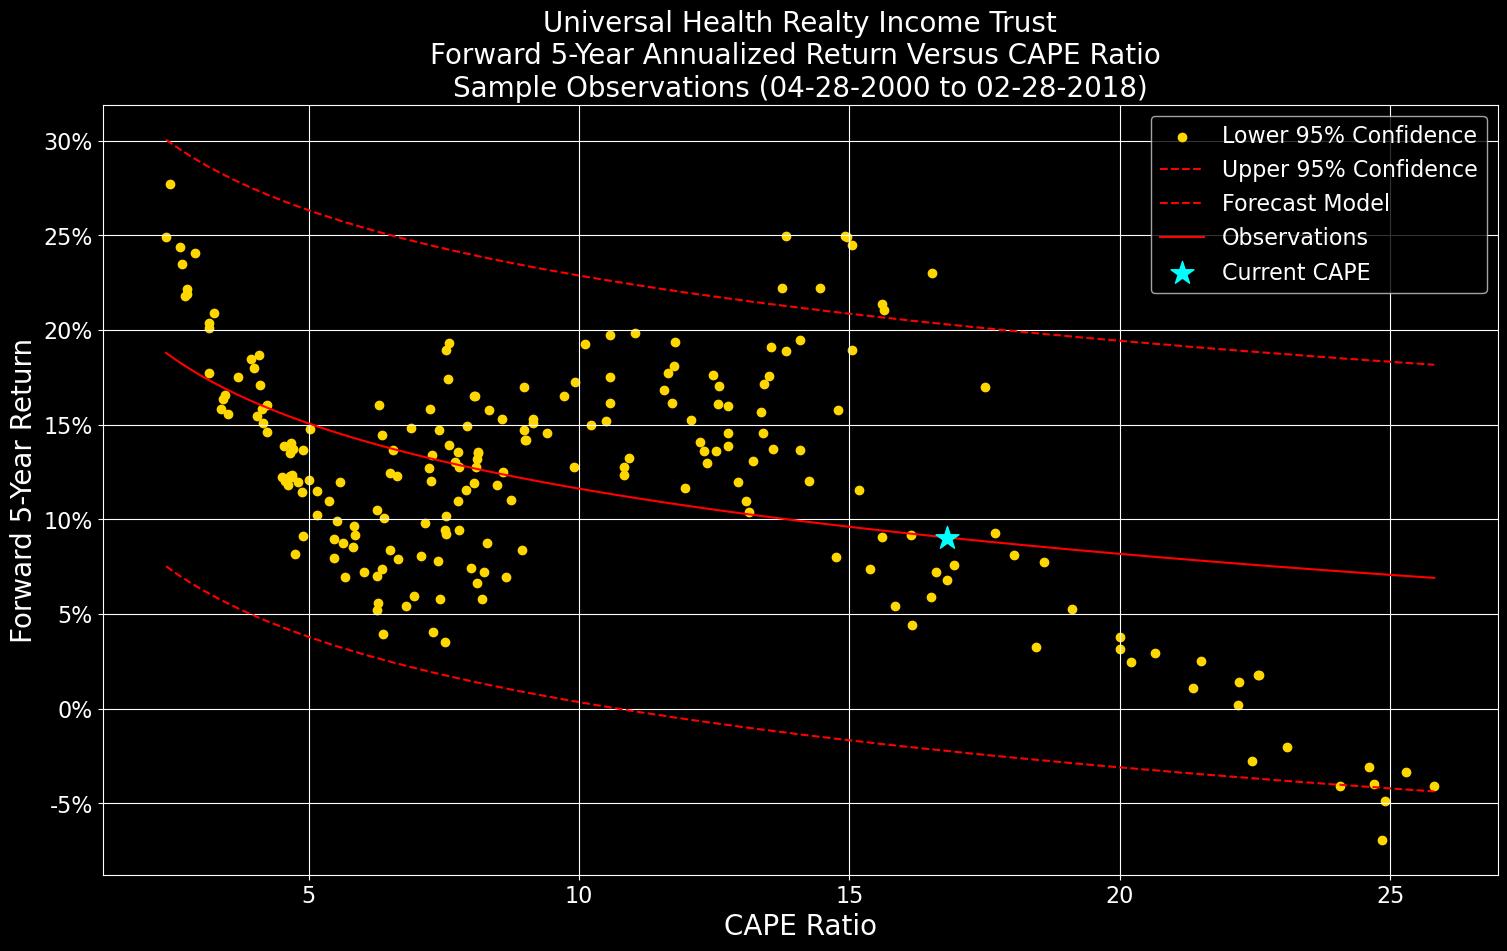 Universal Health Realty Income Trust
Forward 5-Year Annualized Return Versus CAPE Ratio
Sample Observations (04-28-2000 to 02-28-2018)
Lower 95% Confidence
Upper 95% Confidence
Forecast Model
Observations
Current CAPE
Forward 5-Year Return
30%
25%
20%
15%
10%
5%
0%
-5%
5
10
15
20
25
CAPE Ratio